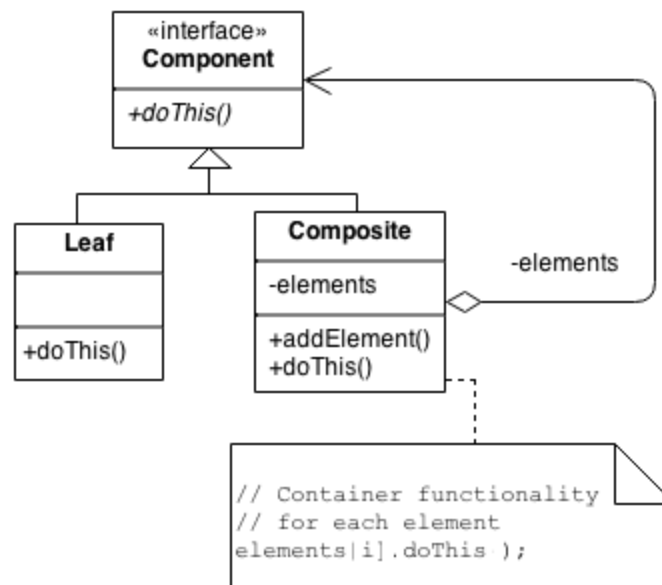 «interface»
Component
+doThis()
Leaf
+doThis()
Composite
-elements
+addElement()
+doThis()
-elements
// Container functionality
// for each element
elements[i].doThis );